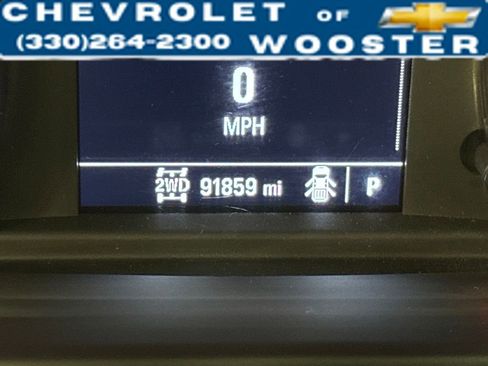 CHEVROLET OF
(330)264-2300 WOOSTER
0
MPH
2WD 91859 mi P